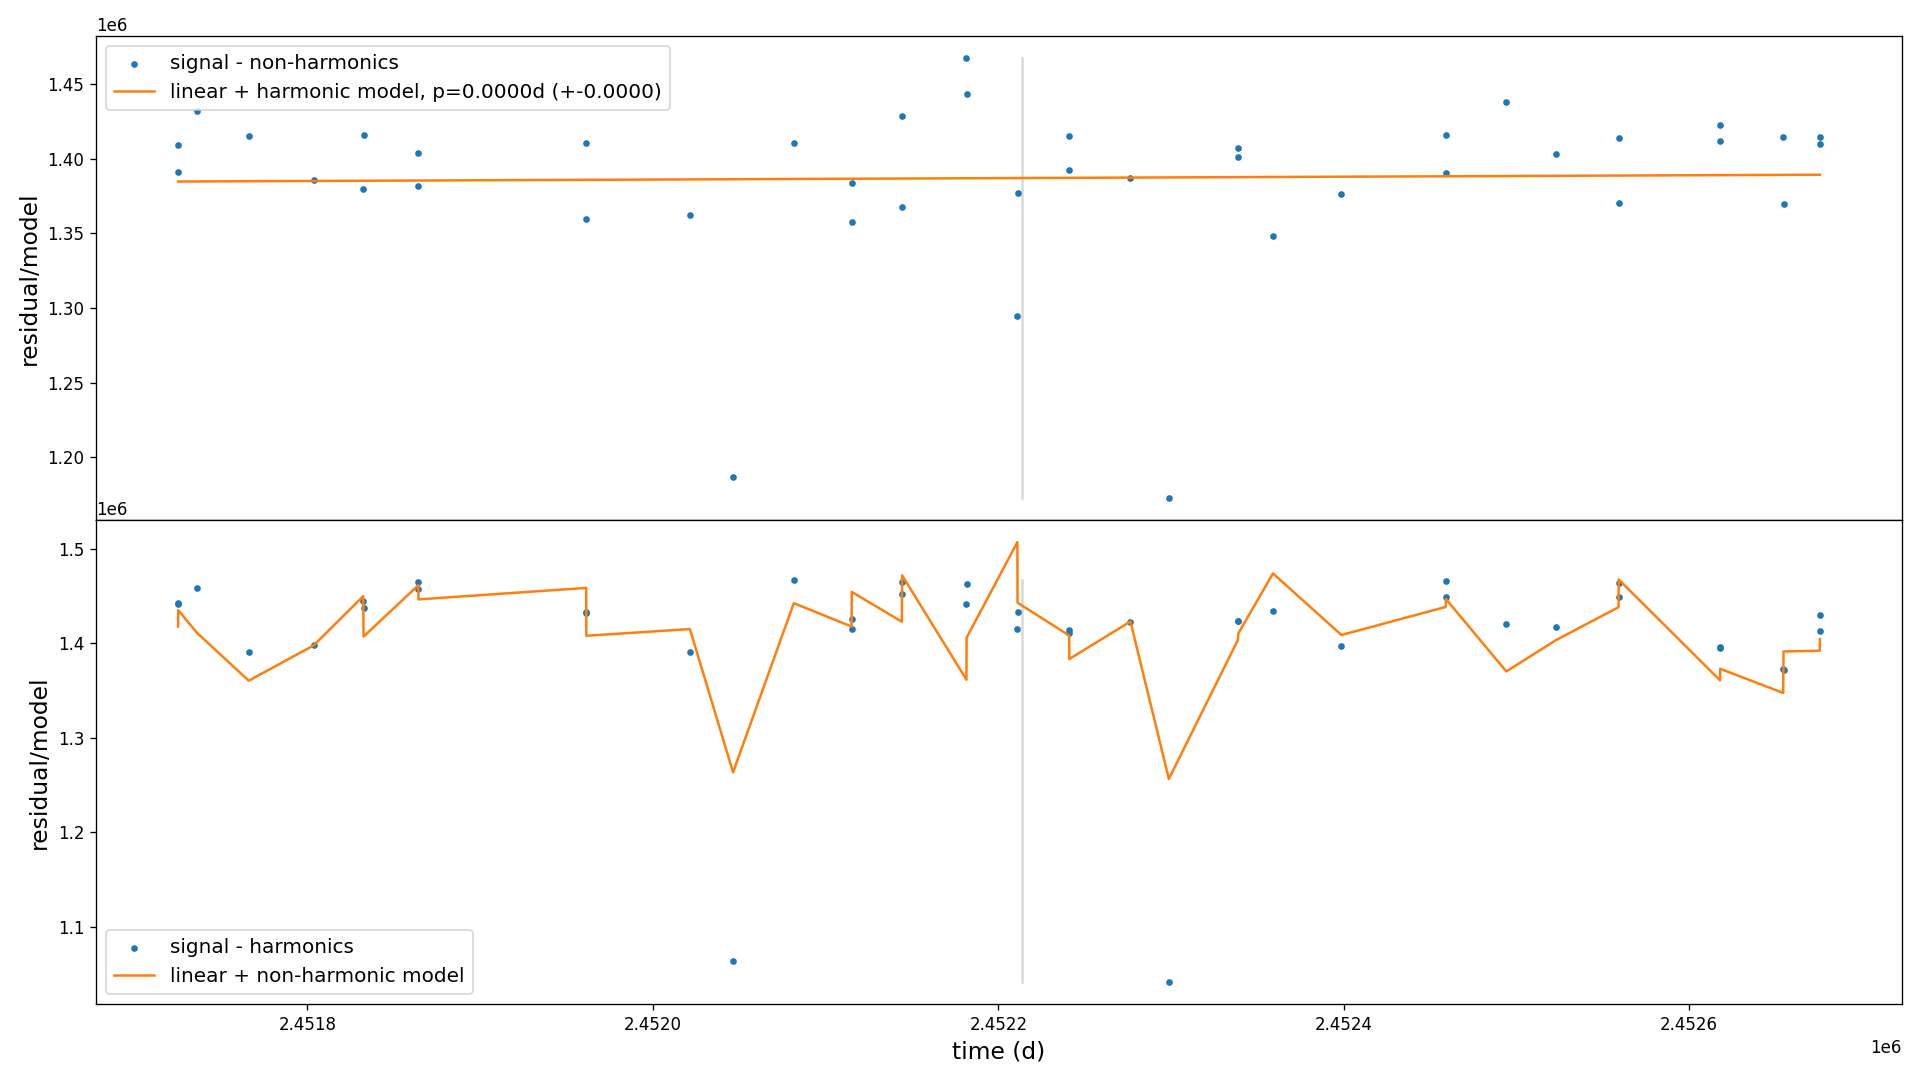 1e6
signal - non-harmonics
linear + harmonic model, p=0.0000d (+-0.0000)
1.45
1.40
1.35
1.30
1.25
1.20
residual/model
1e6
1.5
1.4
1.3
1.2
1.1
residual/model
signal - harmonics
linear + non-harmonic model
2.4518
2.4520
2.4522
2.4524
2.4526
1e6
time (d)